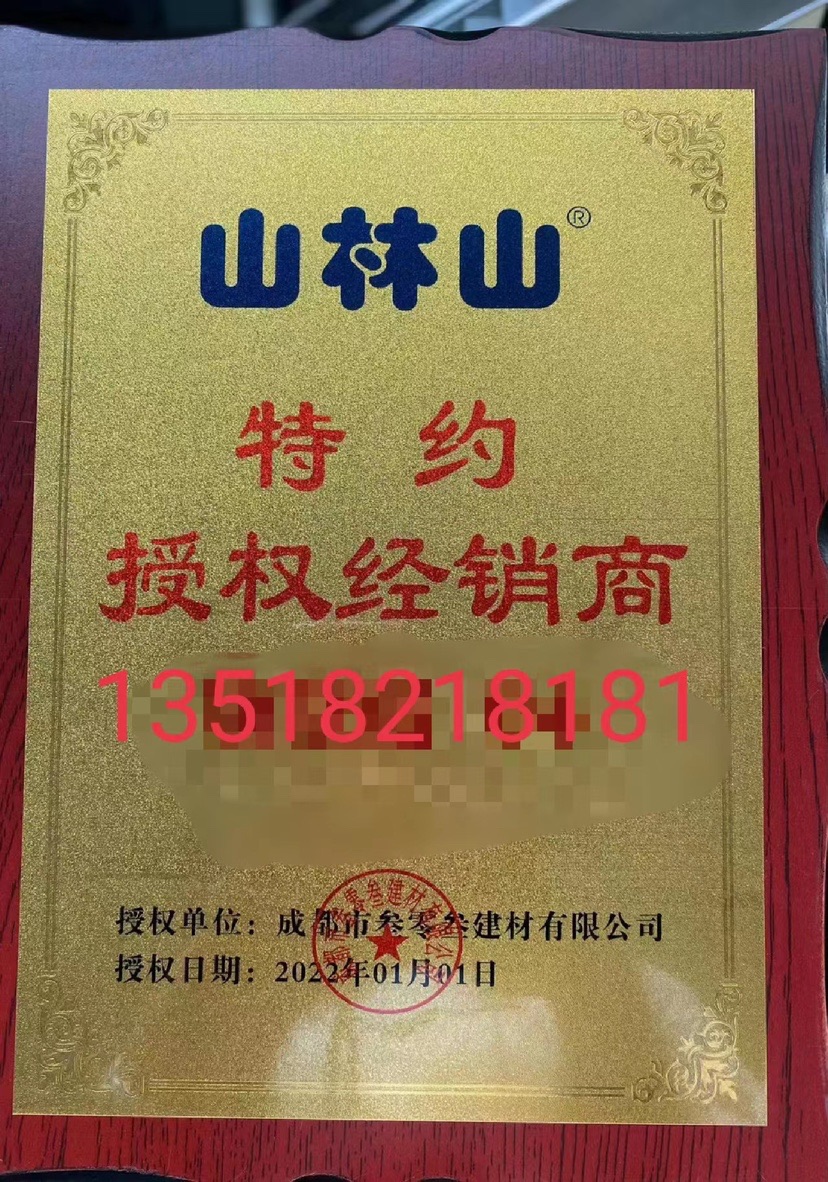 山林山®
特约
授权经销商
13518218181
授权单位：成都市叁零叁建材有限公司
授权日期：2022年01月01日